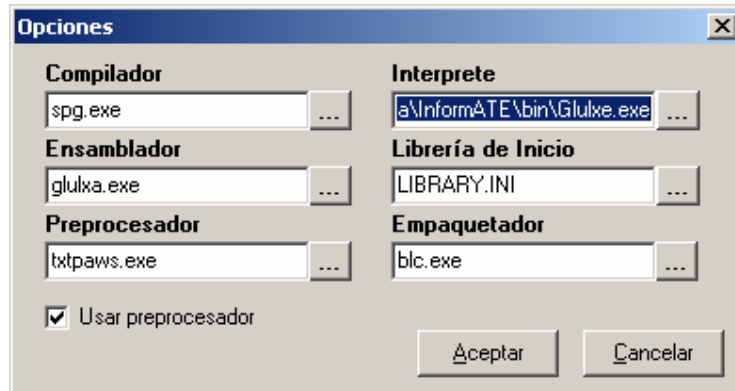 Opciones
Compilador
spg.exe
...
Interprete
a\InformATE\bin\Glulxe.exe
...
Ensamblador
glulxa.exe
...
Librería de Inicio
LIBRARY.INI
...
Preprocesador
txtpaws.exe
...
Empaquetador
blc.exe
...
Usar preprocesador
Aceptar
Cancelar